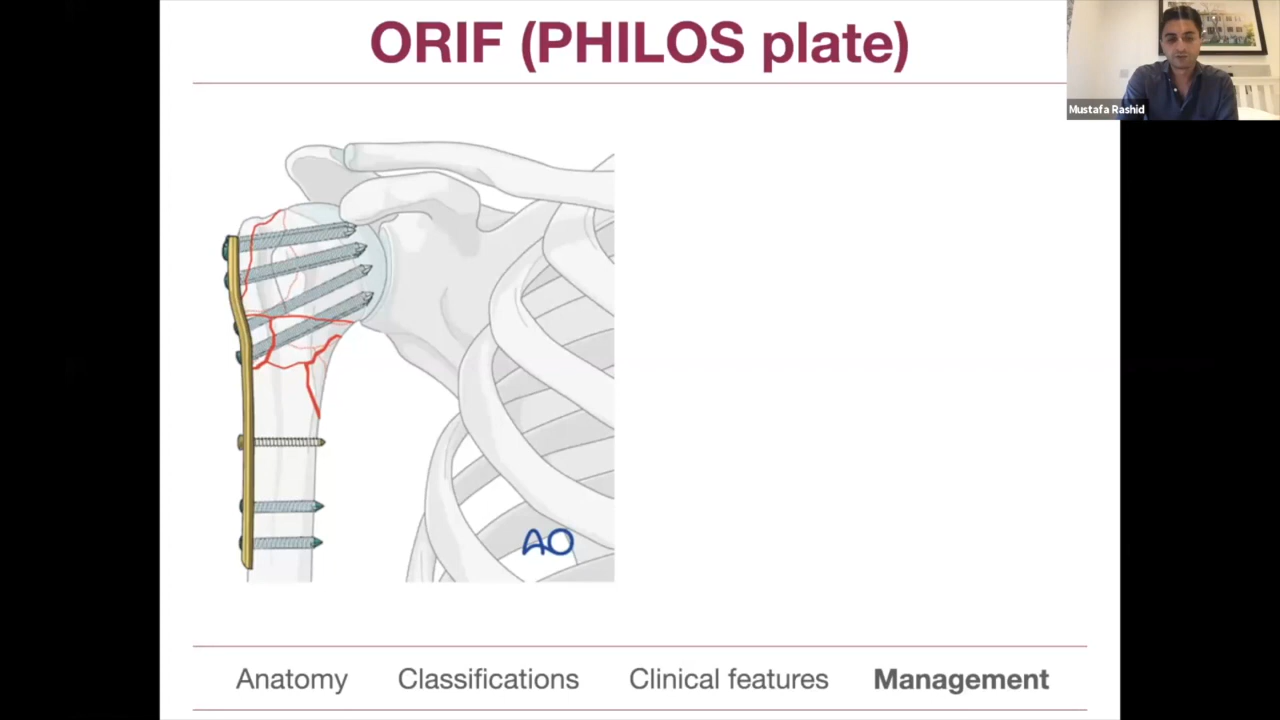 ORIF (PHILOS plate)
Mustafa Rashid
AO
Anatomy Classifications Clinical features Management